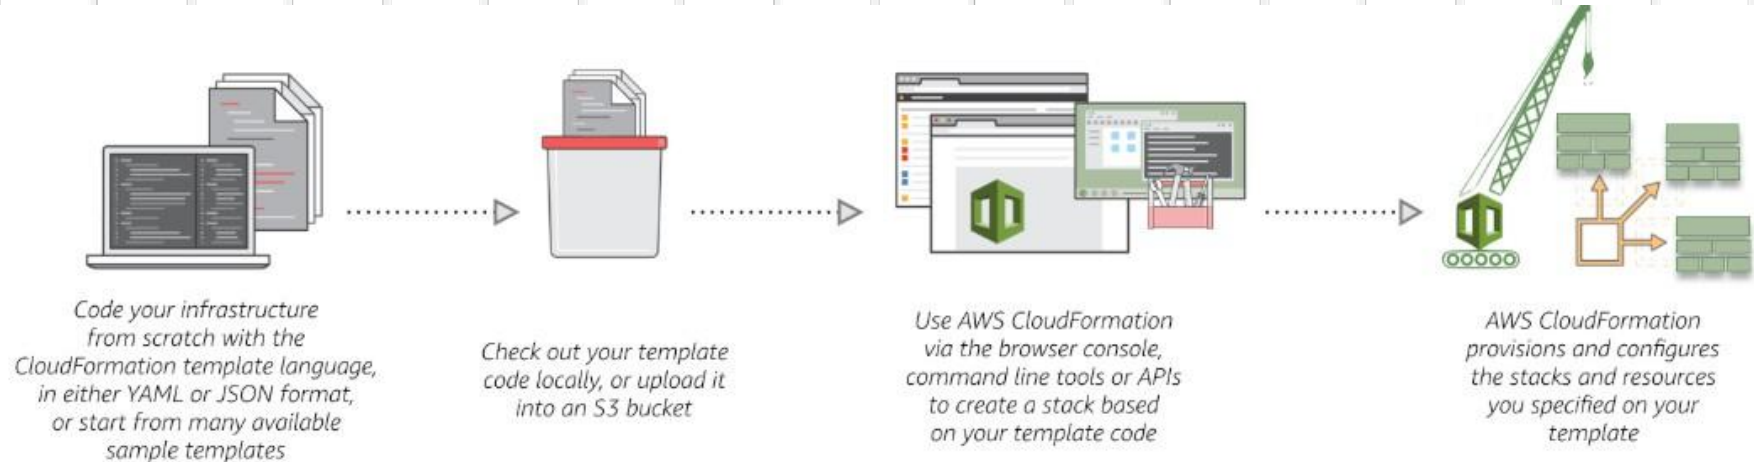 Code your infrastructure
from scratch with the
CloudFormation template language,
in either YAML or JSON format,
or start from many available
sample templates
Check out your template
code locally, or upload it
into an S3 bucket
Use AWS CloudFormation
via the browser console,
command line tools or APIs
to create a stack based
on your template code
AWS CloudFormation
provisions and configures
the stacks and resources
you specified on your
template